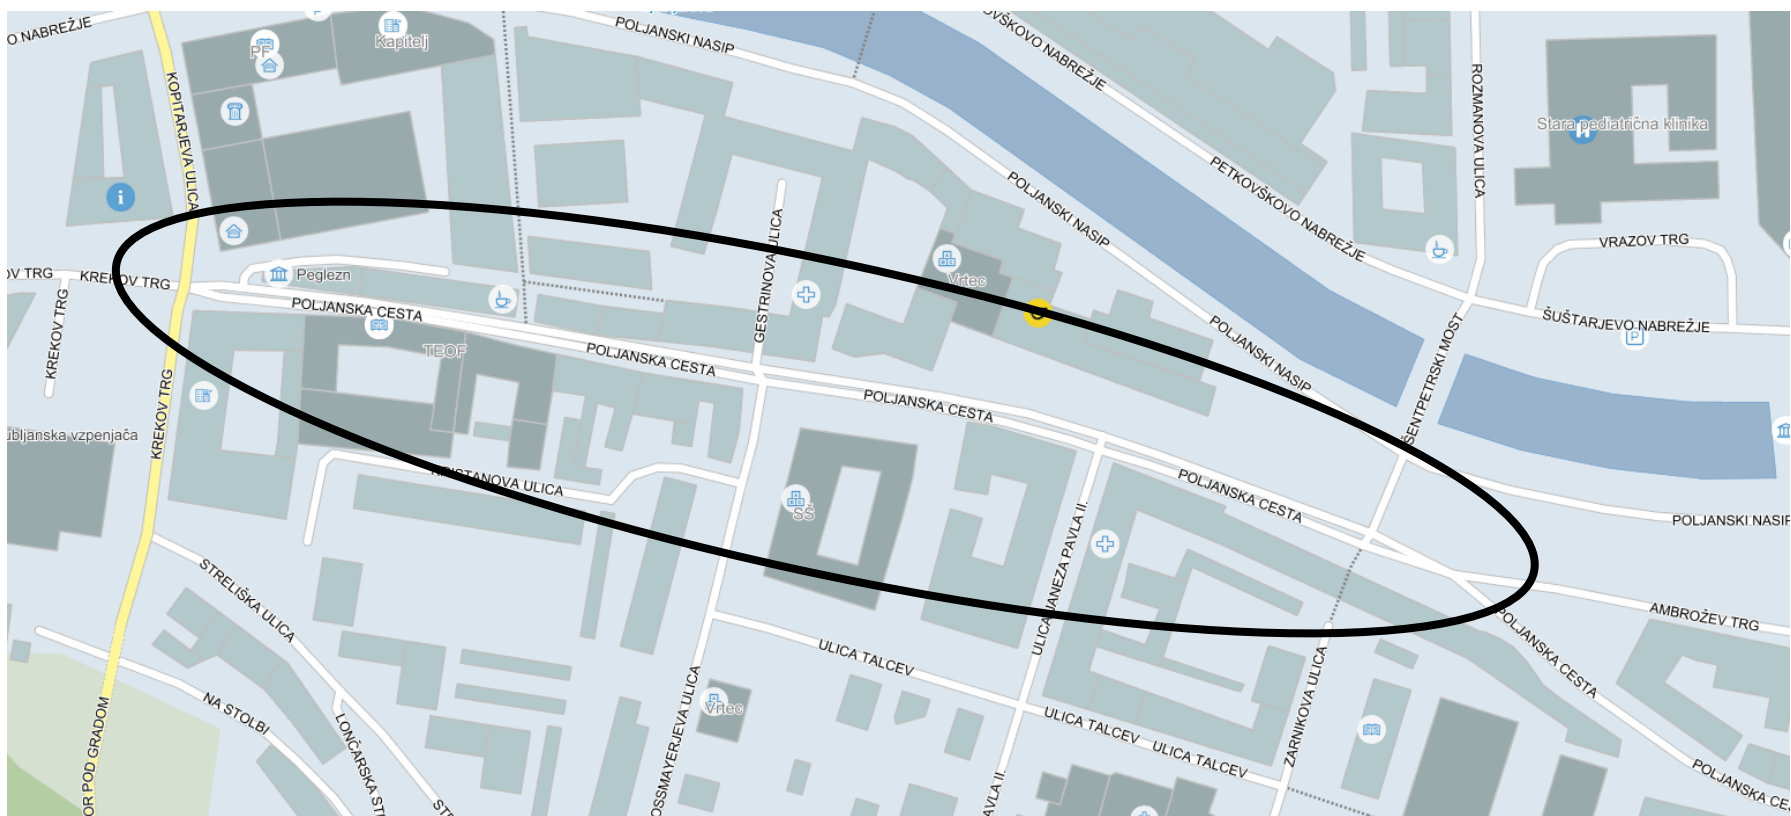 O NABREŽJE
KOPITARJEVA ULICA
PF
Kapitelj
POLJANSKI NASIP
PETKOVŠKOVO NABREŽJE
ROZMANOVA ULICA
Stara pediatrična klinika
POLJANSKI NASIP
VRAZOV TRG
OV TRG
KREKOV TRG
KREKOV TRG
Peglezn
POLJANSKA CESTA
GESTRINOVA ULICA
Vrtec
OVŠKOVO NABREŽJE
ŠUŠTARJEVO NABREŽJE
P
POLJANSKI NASIP
ŠENTPETRSKI MOST
TEOF
POLJANSKA CESTA
POLJANSKA CESTA
KREKOV TRG
ubljanska vzpenjača
KRISTANOVA ULICA
SŠ
POLJANSKA CESTA
POLJANSKI NASIP
ULICA JANEZA PAVLA II.
STRELIŠKA ULICA
AMBROŽEV TRG
POLJANSKA CESTA
ULICA TALCEV
ZARNIKOVA ULICA
NA STOLBI
LONČARSKA ST
OSSMAYERJEVA ULICA
Vrtec
ULICA TALCEV
ULICA TALCEV
OR POD GRADOM
STR
AVLA II.
POLJANSKA CE